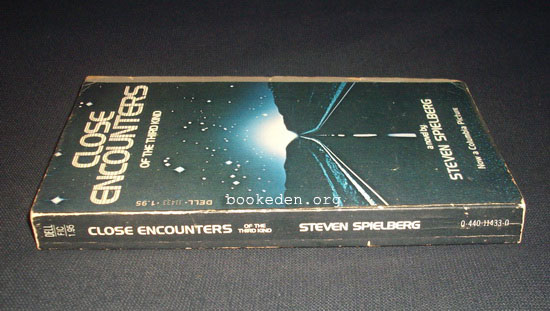 CLOSE
ENCOUNTERS
OF THE THIRD KIND
a novel by
STEVEN SPIELBERG
Now a Columbia Picture
DELL • 11433 • 1.95
bookeden.org
DELL
FIC
1.95
CLOSE ENCOUNTERS
OF THE
THIRD KIND
STEVEN SPIELBERG
0-440-11433-0